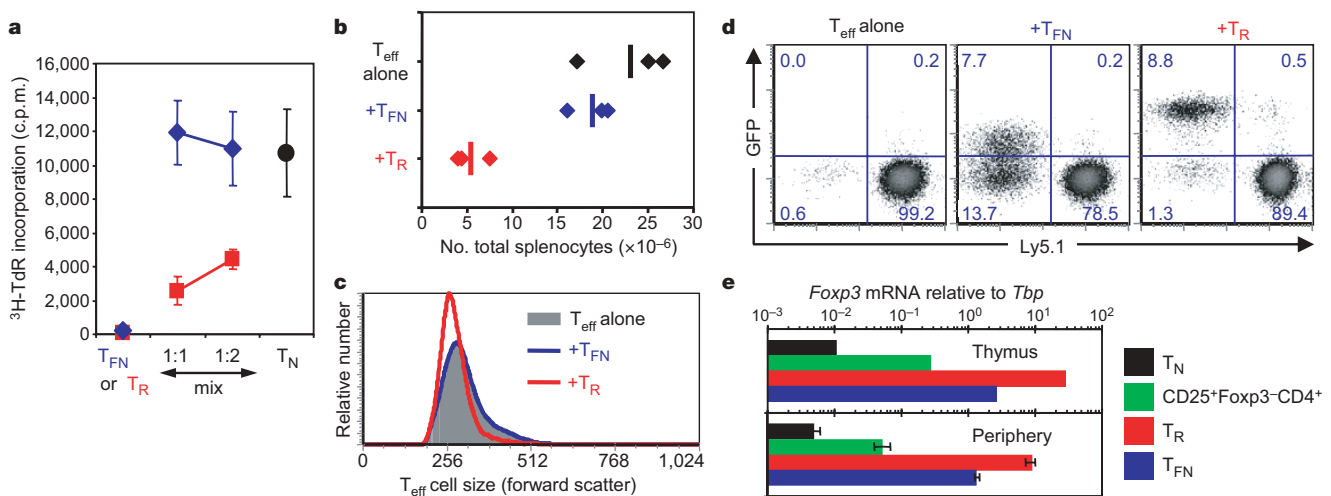 a
16,000
14,000
12,000
10,000
8,000
6,000
4,000
2,000
0
³H-TdR incorporation (c.p.m.)
T_FN
or T_R
1:1 1:2
mix
T_N
b
T_eff
alone
+T_FN
+T_R
0 5 10 15 20 25 30
No. total splenocytes (×10⁻⁶)
c
Relative number
T_eff alone
+T_FN
+T_R
0 256 512 768 1,024
T_eff cell size (forward scatter)
d
T_eff alone +T_FN +T_R
0.0 0.2 7.7 0.2 8.8 0.5
0.6 99.2 13.7 78.5 1.3 89.4
GFP
Ly5.1
e
Foxp3 mRNA relative to Tbp
10⁻³ 10⁻² 10⁻¹ 10⁰ 10¹ 10²
Thymus
Periphery
T_N
CD25⁺Foxp3⁻CD4⁺
T_R
T_FN